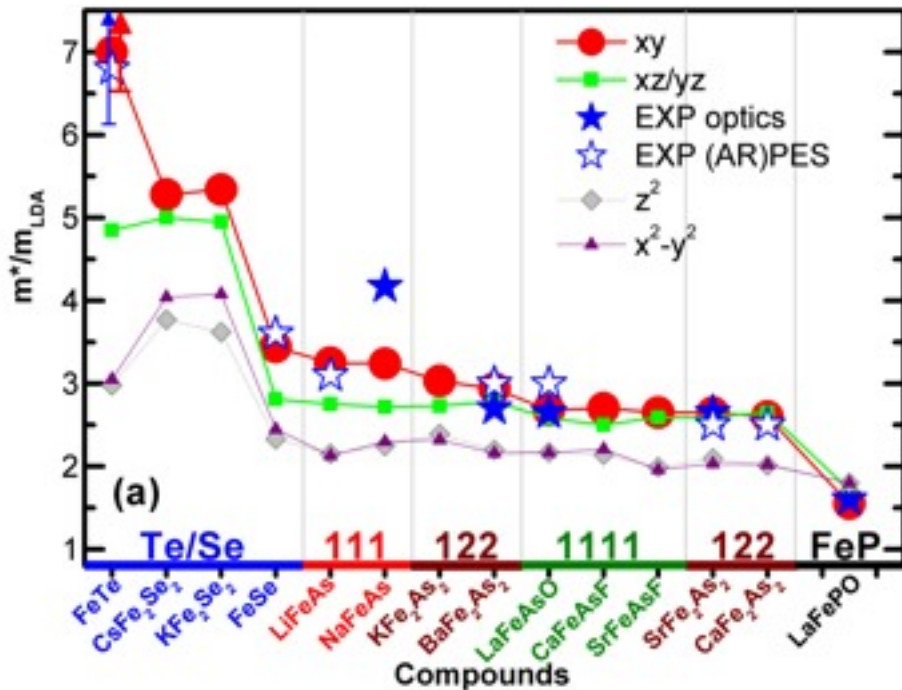 xy
xz/yz
EXP optics
EXP (AR)PES
z²
x²-y²
m*/m_LDA
7
6
5
4
3
2
1
(a)
Te/Se 111 122 1111 122 FeP
FeTe CsFe₂Se₂ KFe₂Se₂ FeSe LiFeAs NaFeAs KFe₂As₂ BaFe₂As₂ LaFeAsO CaFeAsF SrFeAsF SrFe₂As₂ CaFe₂As₂ LaFePO
Compounds